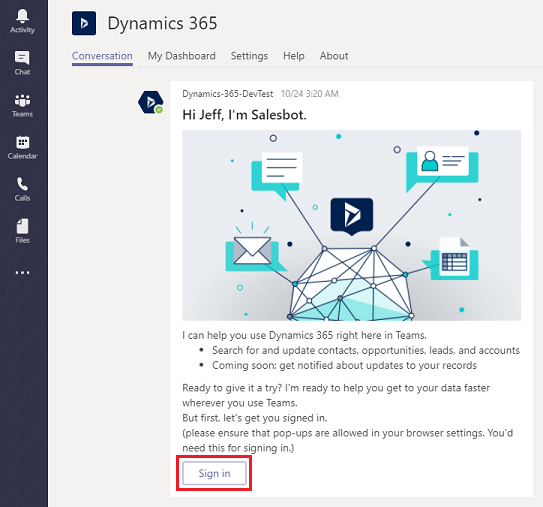 Activity
Chat
Teams
Calendar
Calls
Files
Dynamics 365
Conversation My Dashboard Settings Help About
Dynamics-365-DevTest 10/24 3:20 AM
Hi Jeff, I'm Salesbot.
I can help you use Dynamics 365 right here in Teams.
• Search for and update contacts, opportunities, leads, and accounts
• Coming soon: get notified about updates to your records
Ready to give it a try? I'm ready to help you get to your data faster
wherever you use Teams.
But first, let's get you signed in.
(please ensure that pop-ups are allowed in your browser settings. You'd
need this for signing in.)
Sign in